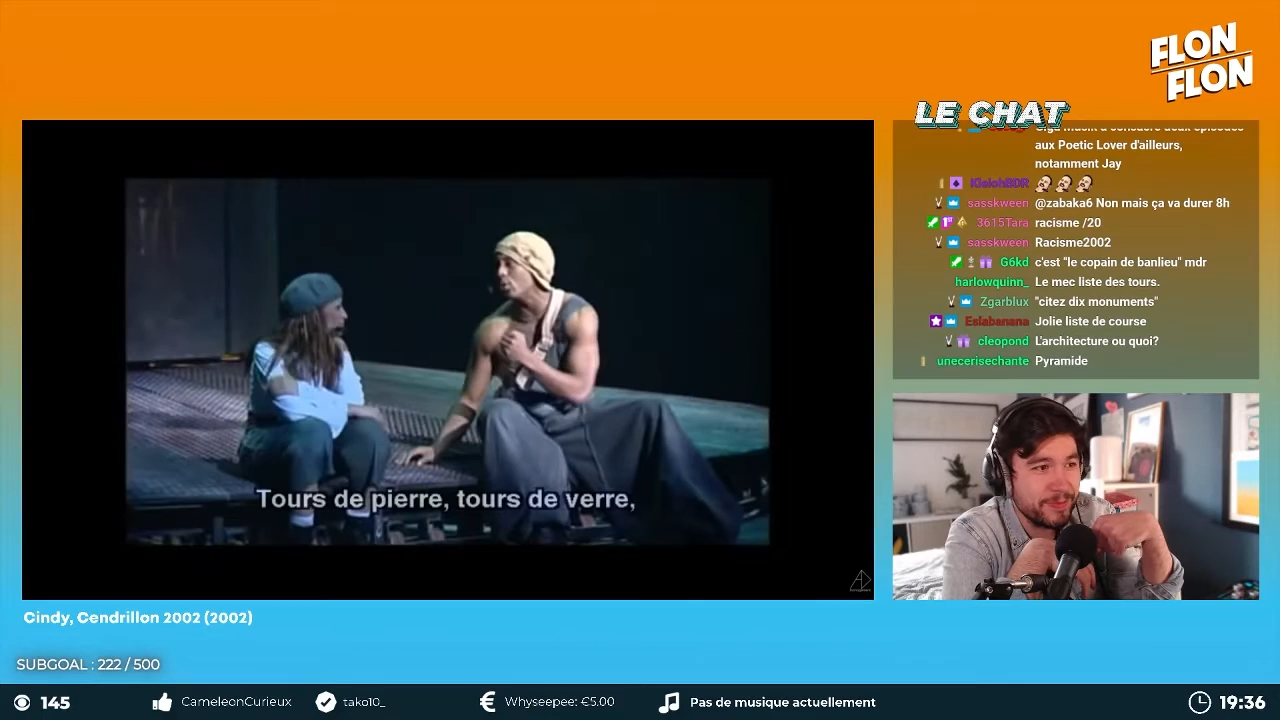 FLON
FLON
LE CHAT
aux Poetic Lover d'ailleurs,
notamment Jay
sasskween @zabaka6 Non mais ça va durer 8h
3615Tara racisme /20
sasskween Racisme2002
G6kd c'est "le copain de banlieu" mdr
harlowquinn_ Le mec liste des tours.
Zgarblux "citez dix monuments"
Eslabanana Jolie liste de course
cleopond L'architecture ou quoi?
unecerisechante Pyramide
Tours de pierre, tours de verre,
Cindy, Cendrillon 2002 (2002)
SUBGOAL : 222 / 500
145 CameleonCurieux tako10_ € Whyseepee: €5.00 Pas de musique actuellement 19:36